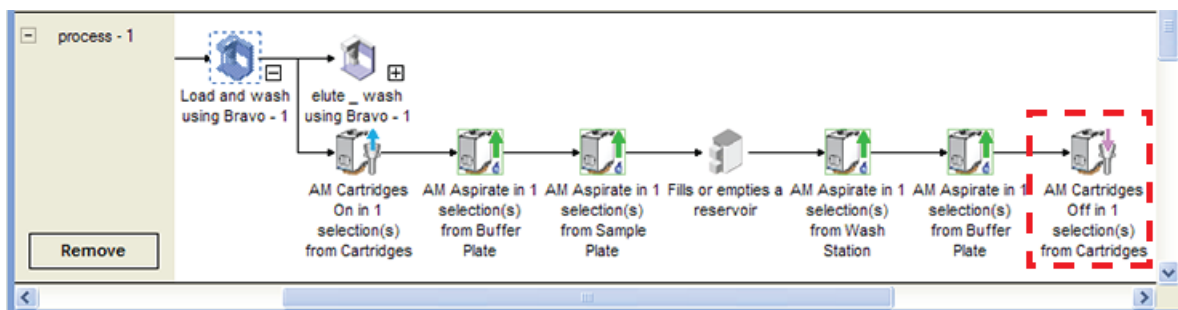 process - 1
Load and wash
using Bravo - 1
elute _ wash
using Bravo - 1
AM Cartridges
On in 1
selection(s)
from Cartridges
AM Aspirate in 1
selection(s)
from Buffer
Plate
AM Aspirate in 1
selection(s)
from Sample
Plate
Fills or empties a
reservoir
AM Aspirate in 1
selection(s)
from Wash
Station
AM Aspirate in 1
selection(s)
from Buffer
Plate
AM Cartridges
Off in 1
selection(s)
from Cartridges
Remove